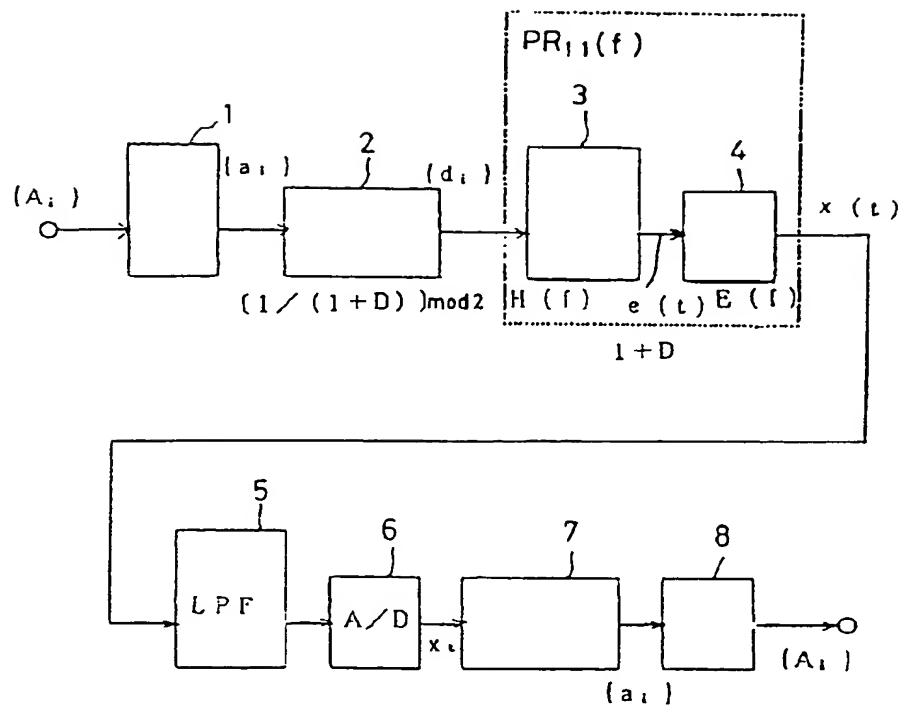 PR₁₁(f)
1
2
3
4
{Aᵢ}
{aᵢ}
{dᵢ}
x (t)
{1／(1＋D)}mod2
H (f)
e (t)
E (f)
1＋D
5
6
7
8
LPF
A／D
xᵢ
{aᵢ}
{Aᵢ}